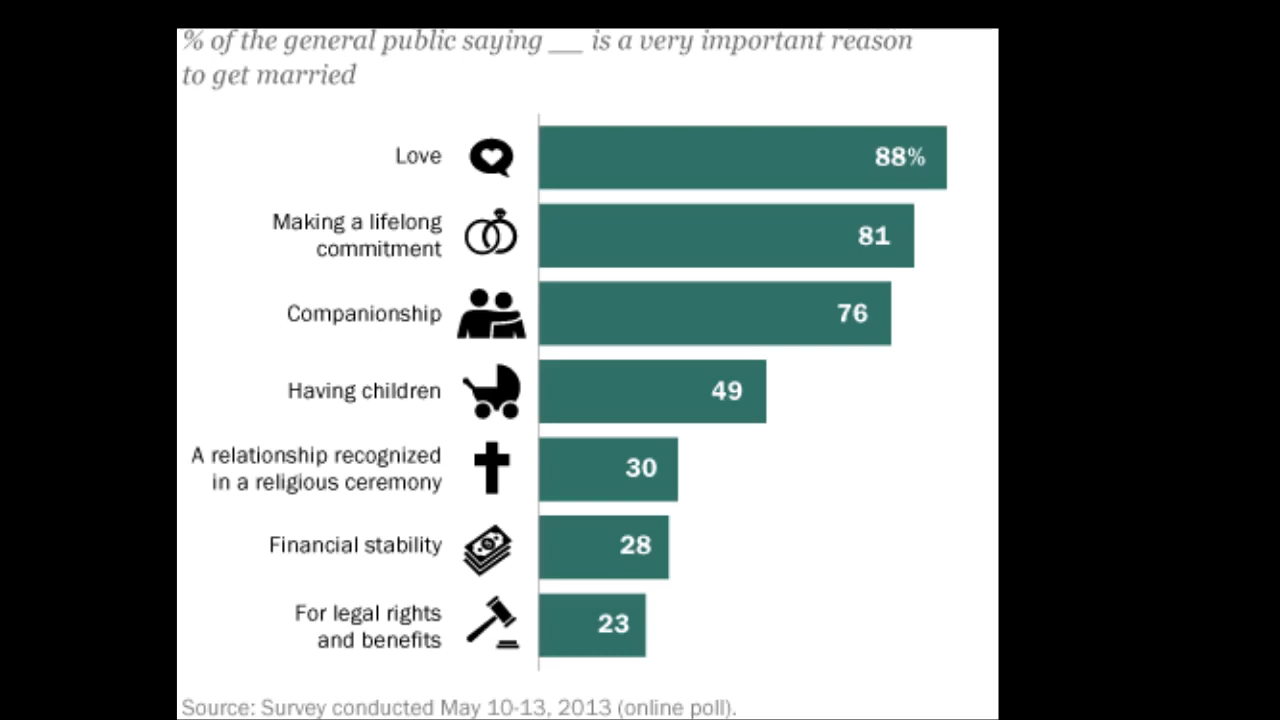 % of the general public saying __ is a very important reason
to get married
Love
88%
Making a lifelong
commitment
81
Companionship
76
Having children
49
A relationship recognized
in a religious ceremony
30
Financial stability
28
For legal rights
and benefits
23
Source: Survey conducted May 10-13, 2013 (online poll).